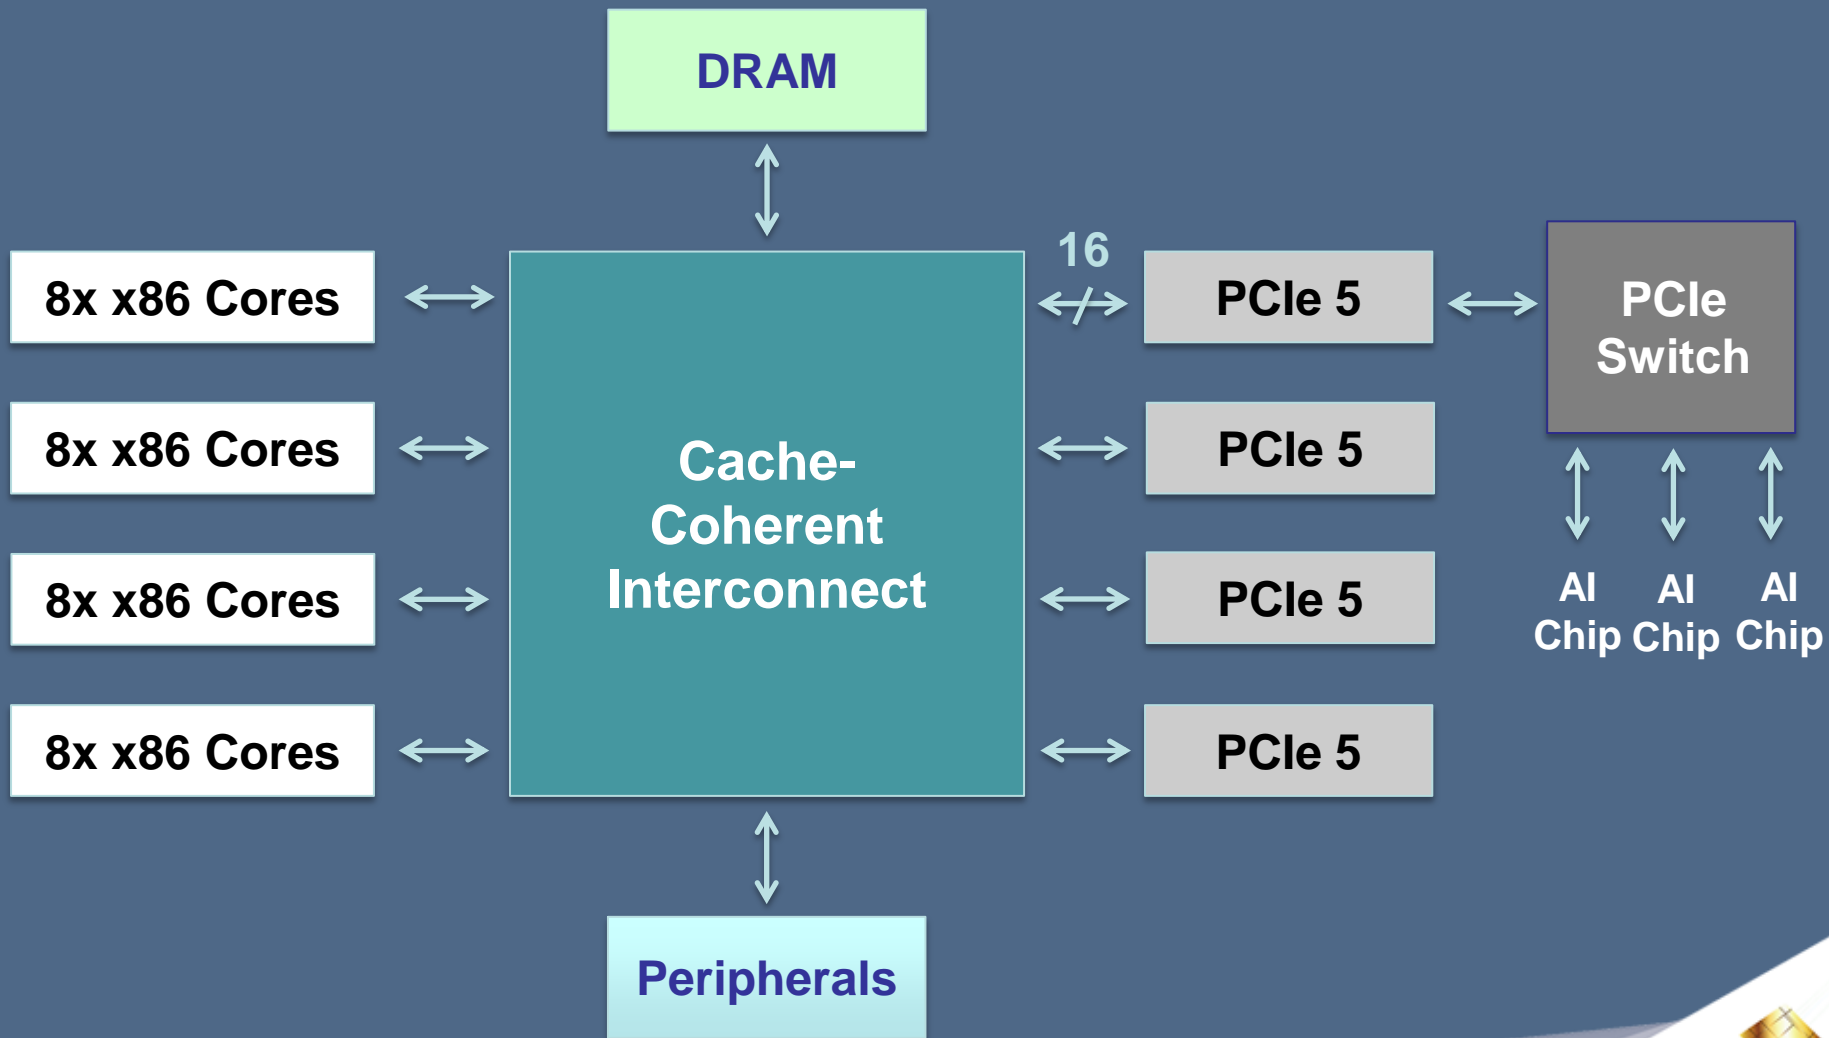 DRAM
16
8x x86 Cores
PCIe 5
PCIe
Switch
8x x86 Cores
Cache-
Coherent
Interconnect
PCIe 5
8x x86 Cores
PCIe 5
AI
Chip
AI
Chip
AI
Chip
8x x86 Cores
PCIe 5
Peripherals